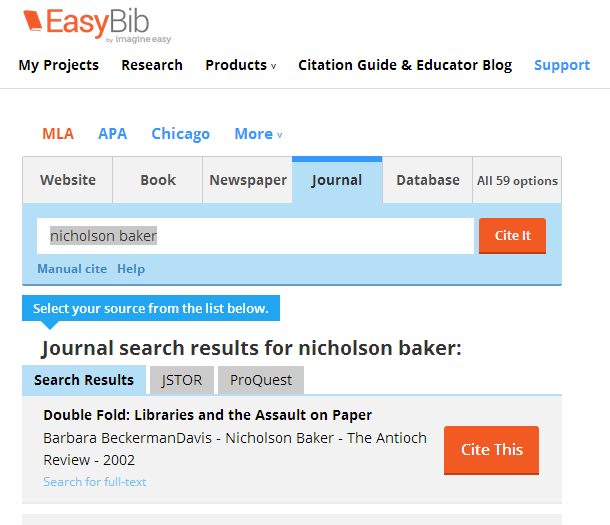 EasyBib
by imagine easy
My Projects Research Products v Citation Guide & Educator Blog Support
MLA APA Chicago More v
Website Book Newspaper Journal Database All 59 options
nicholson baker Cite It
Manual cite Help
Select your source from the list below.
Journal search results for nicholson baker:
Search Results JSTOR ProQuest
Double Fold: Libraries and the Assault on Paper
Barbara BeckermanDavis - Nicholson Baker - The Antioch
Review - 2002
Cite This
Search for full-text